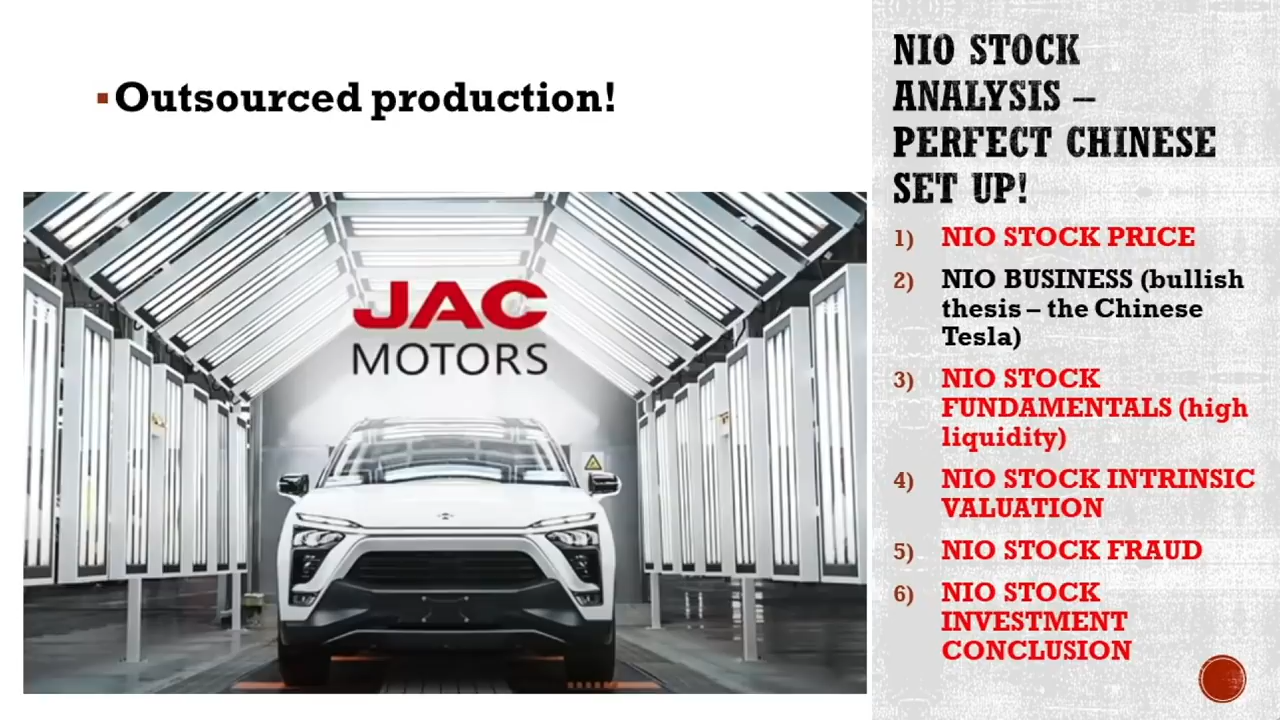 Outsourced production!
JAC
MOTORS
NIO STOCK
ANALYSIS –
PERFECT CHINESE
SET UP!
1) NIO STOCK PRICE
2) NIO BUSINESS (bullish
thesis – the Chinese
Tesla)
3) NIO STOCK
FUNDAMENTALS (high
liquidity)
4) NIO STOCK INTRINSIC
VALUATION
5) NIO STOCK FRAUD
6) NIO STOCK
INVESTMENT
CONCLUSION